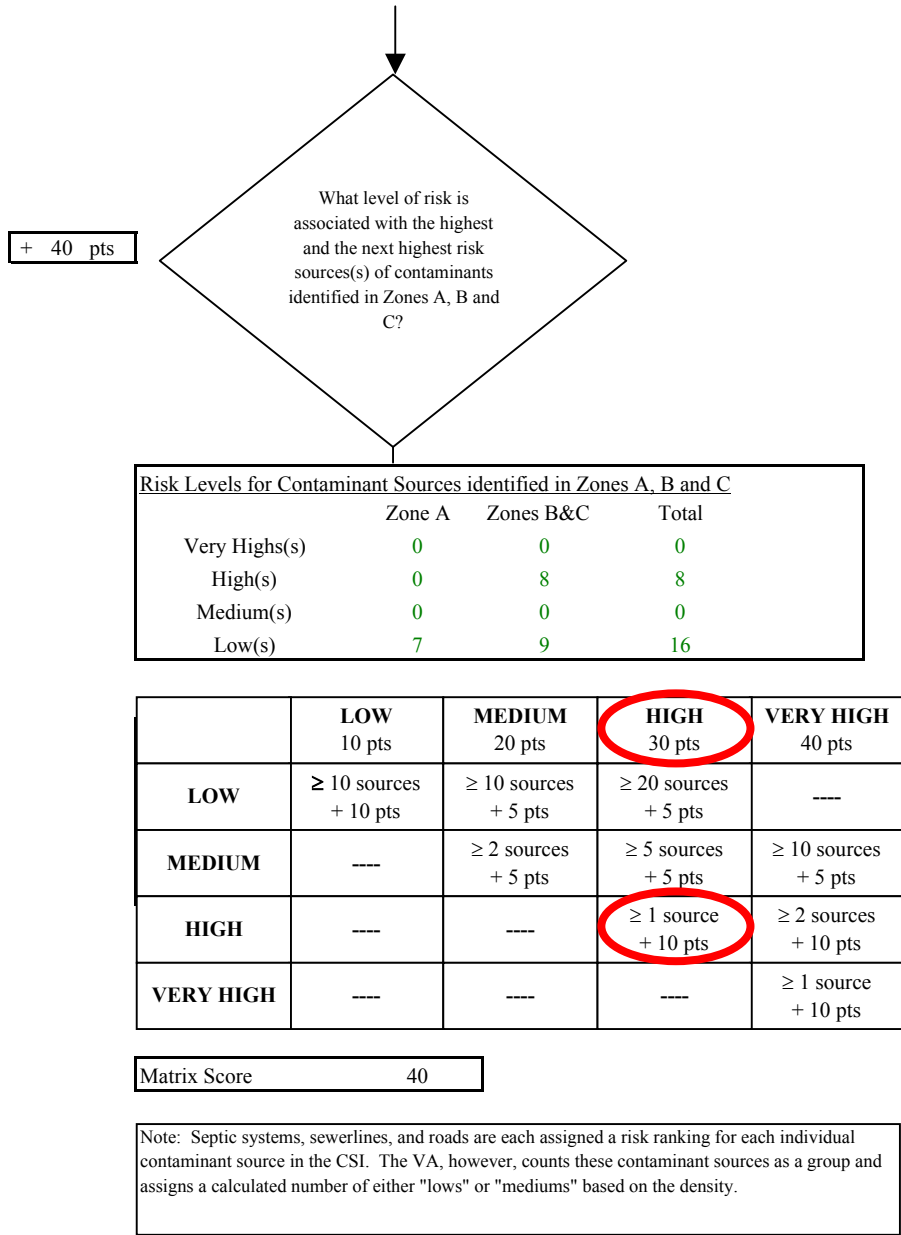 What level of risk is
associated with the highest
and the next highest risk
sources(s) of contaminants
identified in Zones A, B and
C?
+ 40 pts
Risk Levels for Contaminant Sources identified in Zones A, B and C
Zone A Zones B&C Total
Very Highs(s) 0 0 0
High(s) 0 8 8
Medium(s) 0 0 0
Low(s) 7 9 16
LOW MEDIUM HIGH VERY HIGH
10 pts 20 pts 30 pts 40 pts
LOW ≥ 10 sources + 10 pts ≥ 10 sources + 5 pts ≥ 20 sources + 5 pts ----
MEDIUM ---- ≥ 2 sources + 5 pts ≥ 5 sources + 5 pts ≥ 10 sources + 5 pts
HIGH ---- ---- ≥ 1 source + 10 pts ≥ 2 sources + 10 pts
VERY HIGH ---- ---- ---- ≥ 1 source + 10 pts
Matrix Score 40
Note: Septic systems, sewerlines, and roads are each assigned a risk ranking for each individual
contaminant source in the CSI. The VA, however, counts these contaminant sources as a group and
assigns a calculated number of either "lows" or "mediums" based on the density.